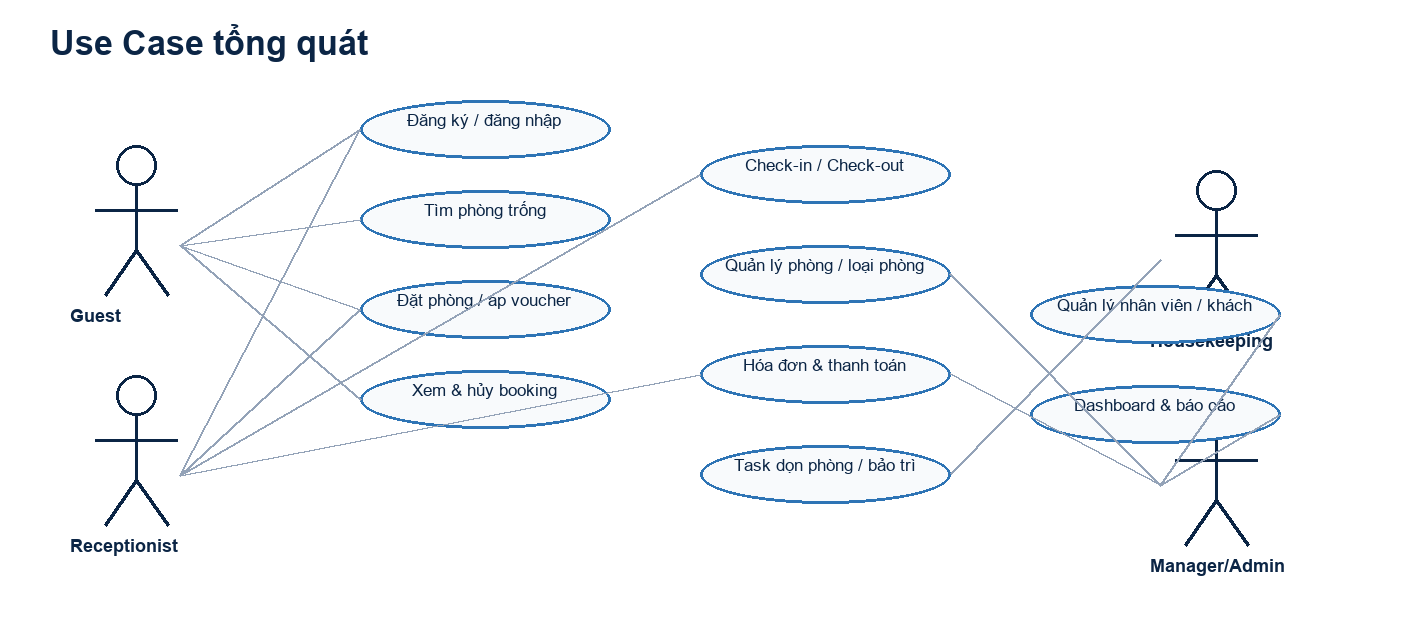 Use Case tổng quát
Đăng ký / đăng nhập
Tìm phòng trống
Đặt phòng / áp voucher
Xem & hủy booking
Check-in / Check-out
Quản lý phòng / loại phòng
Hóa đơn & thanh toán
Task dọn phòng / bảo trì
Quản lý nhân viên / khách
Dashboard & báo cáo
Guest
Receptionist
Housekeeping
Manager/Admin